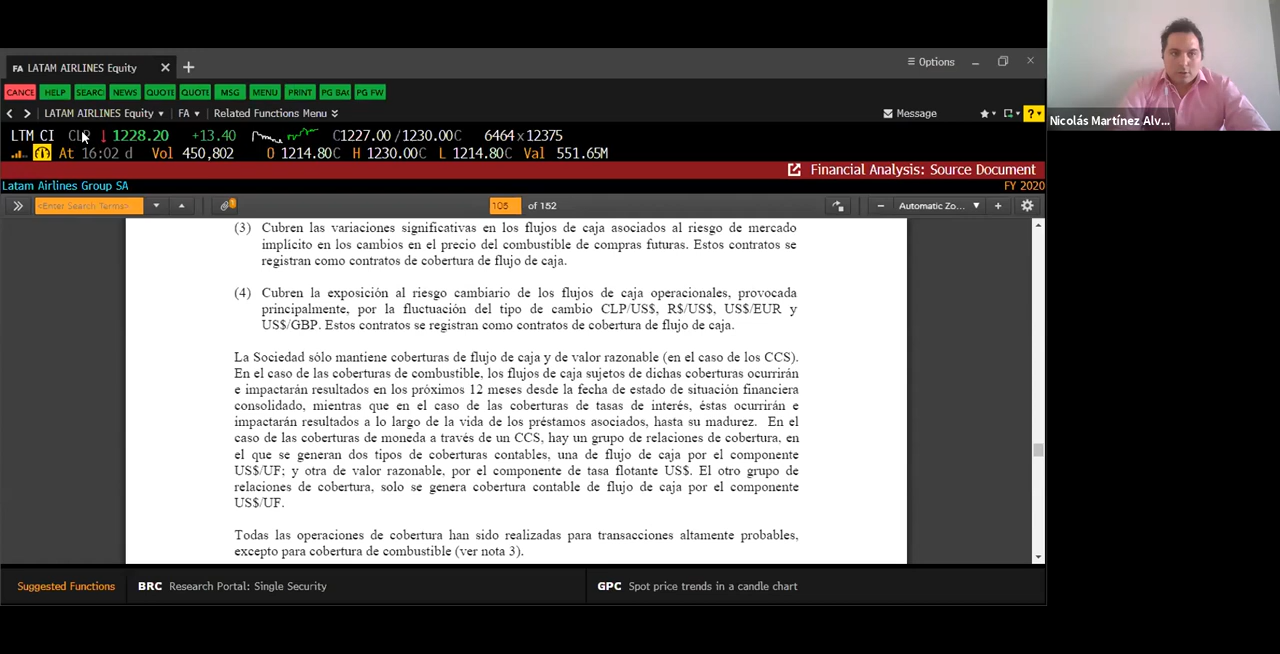 FA LATAM AIRLINES Equity
Options
CANCE HELP SEARC NEWS QUOTE QUOTE MSG MENU PRINT PG BAC PG FW
LATAM AIRLINES Equity FA Related Functions Menu Message
LTM CI CLP ↓ 1228.20 +13.40 C1227.00 /1230.00C 6464 x 12375
At 16:02 d Vol 450,802 O 1214.80C H 1230.00C L 1214.80C Val 551.65M
Financial Analysis: Source Document
Latam Airlines Group SA FY 2020
<Enter Search Terms> 105 of 152 Automatic Zo...
(3) Cubren las variaciones significativas en los flujos de caja asociados al riesgo de mercado
implícito en los cambios en el precio del combustible de compras futuras. Estos contratos se
registran como contratos de cobertura de flujo de caja.
(4) Cubren la exposición al riesgo cambiario de los flujos de caja operacionales, provocada
principalmente, por la fluctuación del tipo de cambio CLP/US$, R$/US$, US$/EUR y
US$/GBP. Estos contratos se registran como contratos de cobertura de flujo de caja.
La Sociedad sólo mantiene coberturas de flujo de caja y de valor razonable (en el caso de los CCS).
En el caso de las coberturas de combustible, los flujos de caja sujetos de dichas coberturas ocurrirán
e impactarán resultados en los próximos 12 meses desde la fecha de estado de situación financiera
consolidado, mientras que en el caso de las coberturas de tasas de interés, éstas ocurrirán e
impactarán resultados a lo largo de la vida de los préstamos asociados, hasta su madurez. En el
caso de las coberturas de moneda a través de un CCS, hay un grupo de relaciones de cobertura, en
el que se generan dos tipos de coberturas contables, una de flujo de caja por el componente
US$/UF; y otra de valor razonable, por el componente de tasa flotante US$. El otro grupo de
relaciones de cobertura, solo se genera cobertura contable de flujo de caja por el componente
US$/UF.
Todas las operaciones de cobertura han sido realizadas para transacciones altamente probables,
excepto para cobertura de combustible (ver nota 3).
Suggested Functions BRC Research Portal: Single Security GPC Spot price trends in a candle chart
Nicolás Martínez Alv...